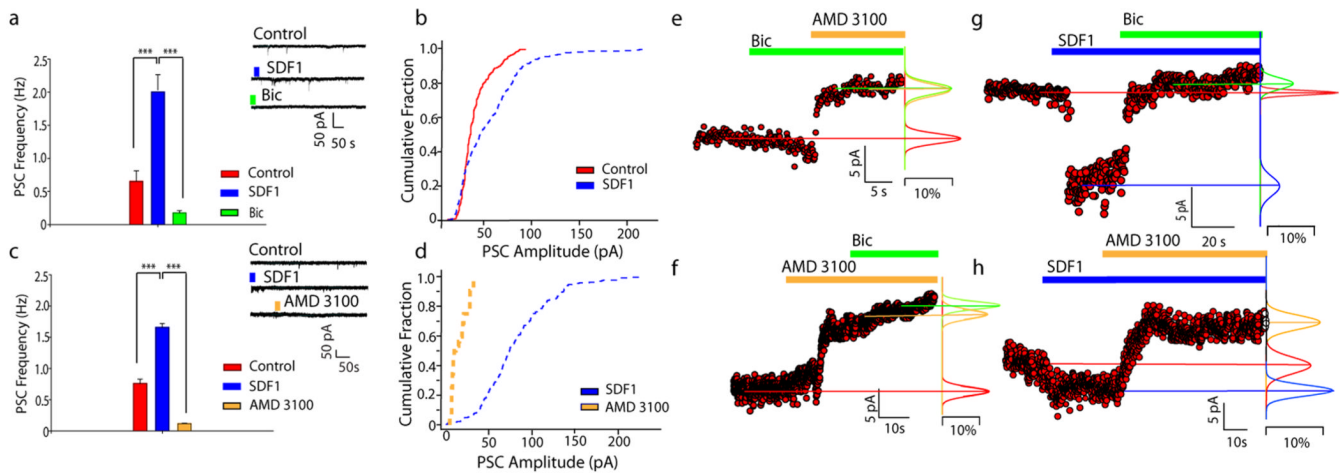 a
***
***
PSC Frequency (Hz)
2.5
2.0
1.5
1.0
0.5
0
Control
SDF1
Bic
50 pA
50 s
Control
SDF1
Bic
b
Cumulative Fraction
1.0
0.8
0.6
0.4
0.2
0
50
100
150
200
PSC Amplitude (pA)
Control
SDF1
c
***
***
PSC Frequency (Hz)
2.5
2.0
1.5
1.0
0.5
0
Control
SDF1
AMD 3100
50 pA
50s
Control
SDF1
AMD 3100
d
Cumulative Fraction
1.0
0.8
0.6
0.4
0.2
0
0
50
100
150
200
PSC Amplitude (pA)
SDF1
AMD 3100
e
AMD 3100
Bic
5 pA
5 s
10%
f
Bic
AMD 3100
5 pA
10s
10%
g
Bic
SDF1
5 pA
20 s
10%
h
AMD 3100
SDF1
5 pA
10s
10%